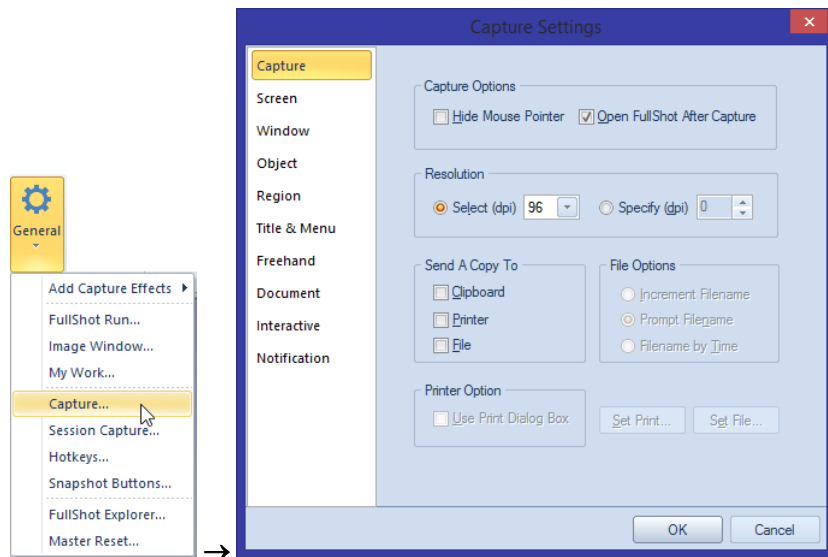 General
Add Capture Effects
FullShot Run...
Image Window...
My Work...
Capture...
Session Capture...
Hotkeys...
Snapshot Buttons...
FullShot Explorer...
Master Reset...
→
Capture Settings
Capture
Screen
Window
Object
Region
Title & Menu
Freehand
Document
Interactive
Notification
Capture Options
Hide Mouse Pointer Open FullShot After Capture
Resolution
Select (dpi) 96 Specify (dpi) 0
Send A Copy To
Clipboard
Printer
File
File Options
Increment Filename
Prompt Filename
Filename by Time
Printer Option
Use Print Dialog Box
Set Print... Set File...
OK Cancel